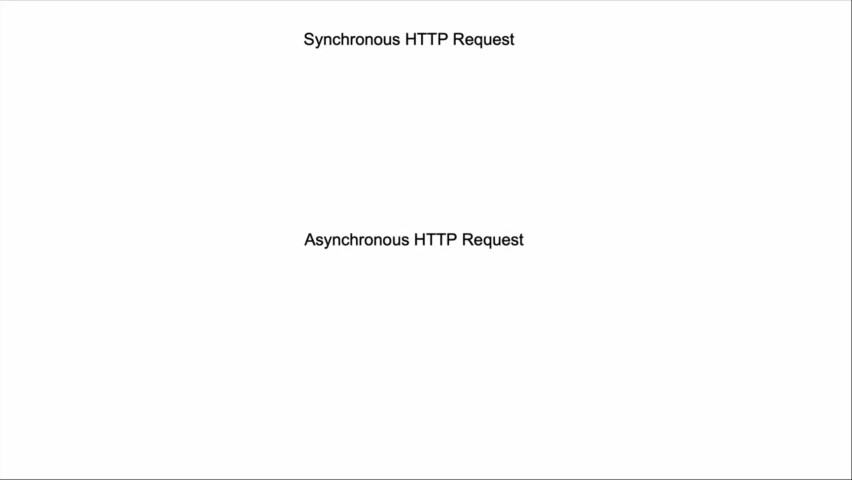 Synchronous HTTP Request
Asynchronous HTTP Request